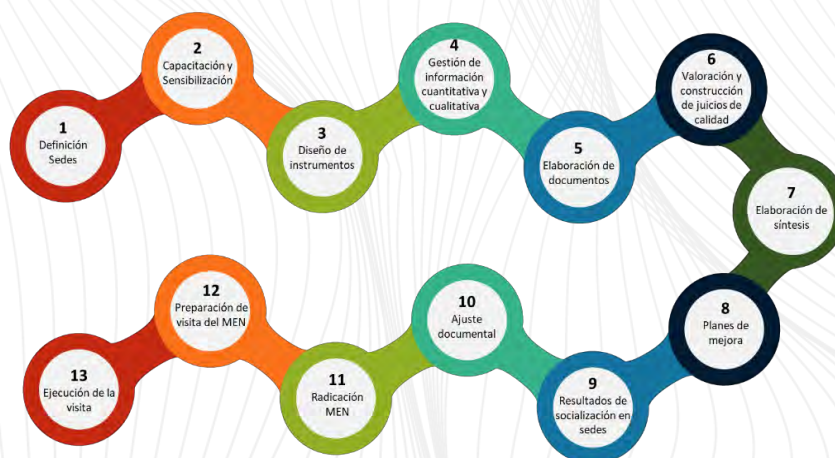 1
Definición
Sedes
2
Capacitación y
Sensibilización
3
Diseño de
instrumentos
4
Gestión de
información
cuantitativa y
cualitativa
5
Elaboración de
documentos
6
Valoración y
construcción
de juicios de
calidad
7
Elaboración de
síntesis
8
Planes de
mejora
9
Resultados de
socialización en
sedes
10
Ajuste
documental
11
Radicación
MEN
12
Preparación de
visita del MEN
13
Ejecución de la
visita